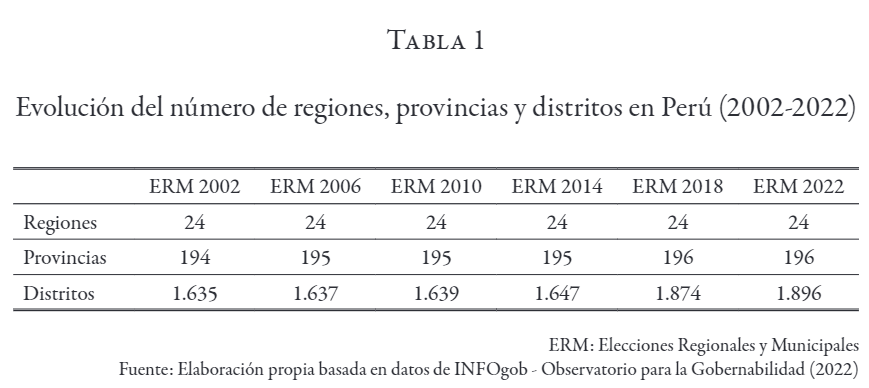 Tabla 1
Evolución del número de regiones, provincias y distritos en Perú (2002-2022)
ERM 2002 ERM 2006 ERM 2010 ERM 2014 ERM 2018 ERM 2022
Regiones 24 24 24 24 24 24
Provincias 194 195 195 195 196 196
Distritos 1.635 1.637 1.639 1.647 1.874 1.896
ERM: Elecciones Regionales y Municipales
Fuente: Elaboración propia basada en datos de INFOgob - Observatorio para la Gobernabilidad (2022)